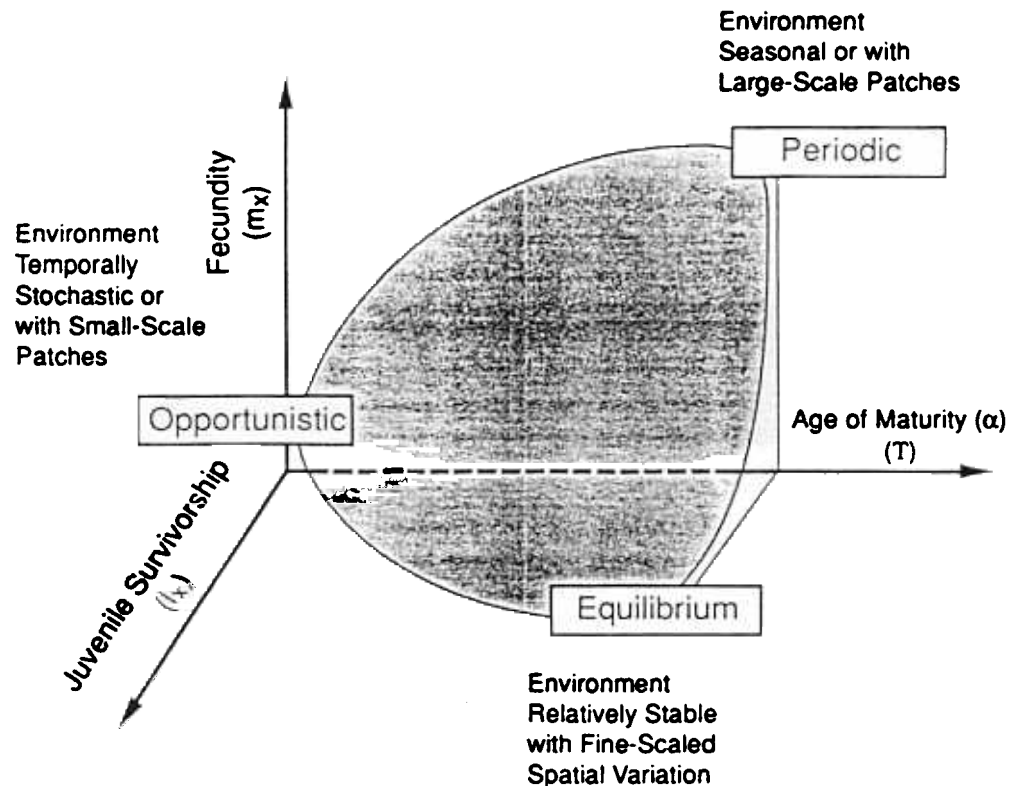 Environment
Seasonal or with
Large-Scale Patches
Periodic
Fecundity
(mx)
Environment
Temporally
Stochastic or
with Small-Scale
Patches
Opportunistic
Age of Maturity (α)
(T)
Juvenile Survivorship
(lx)
Equilibrium
Environment
Relatively Stable
with Fine-Scaled
Spatial Variation